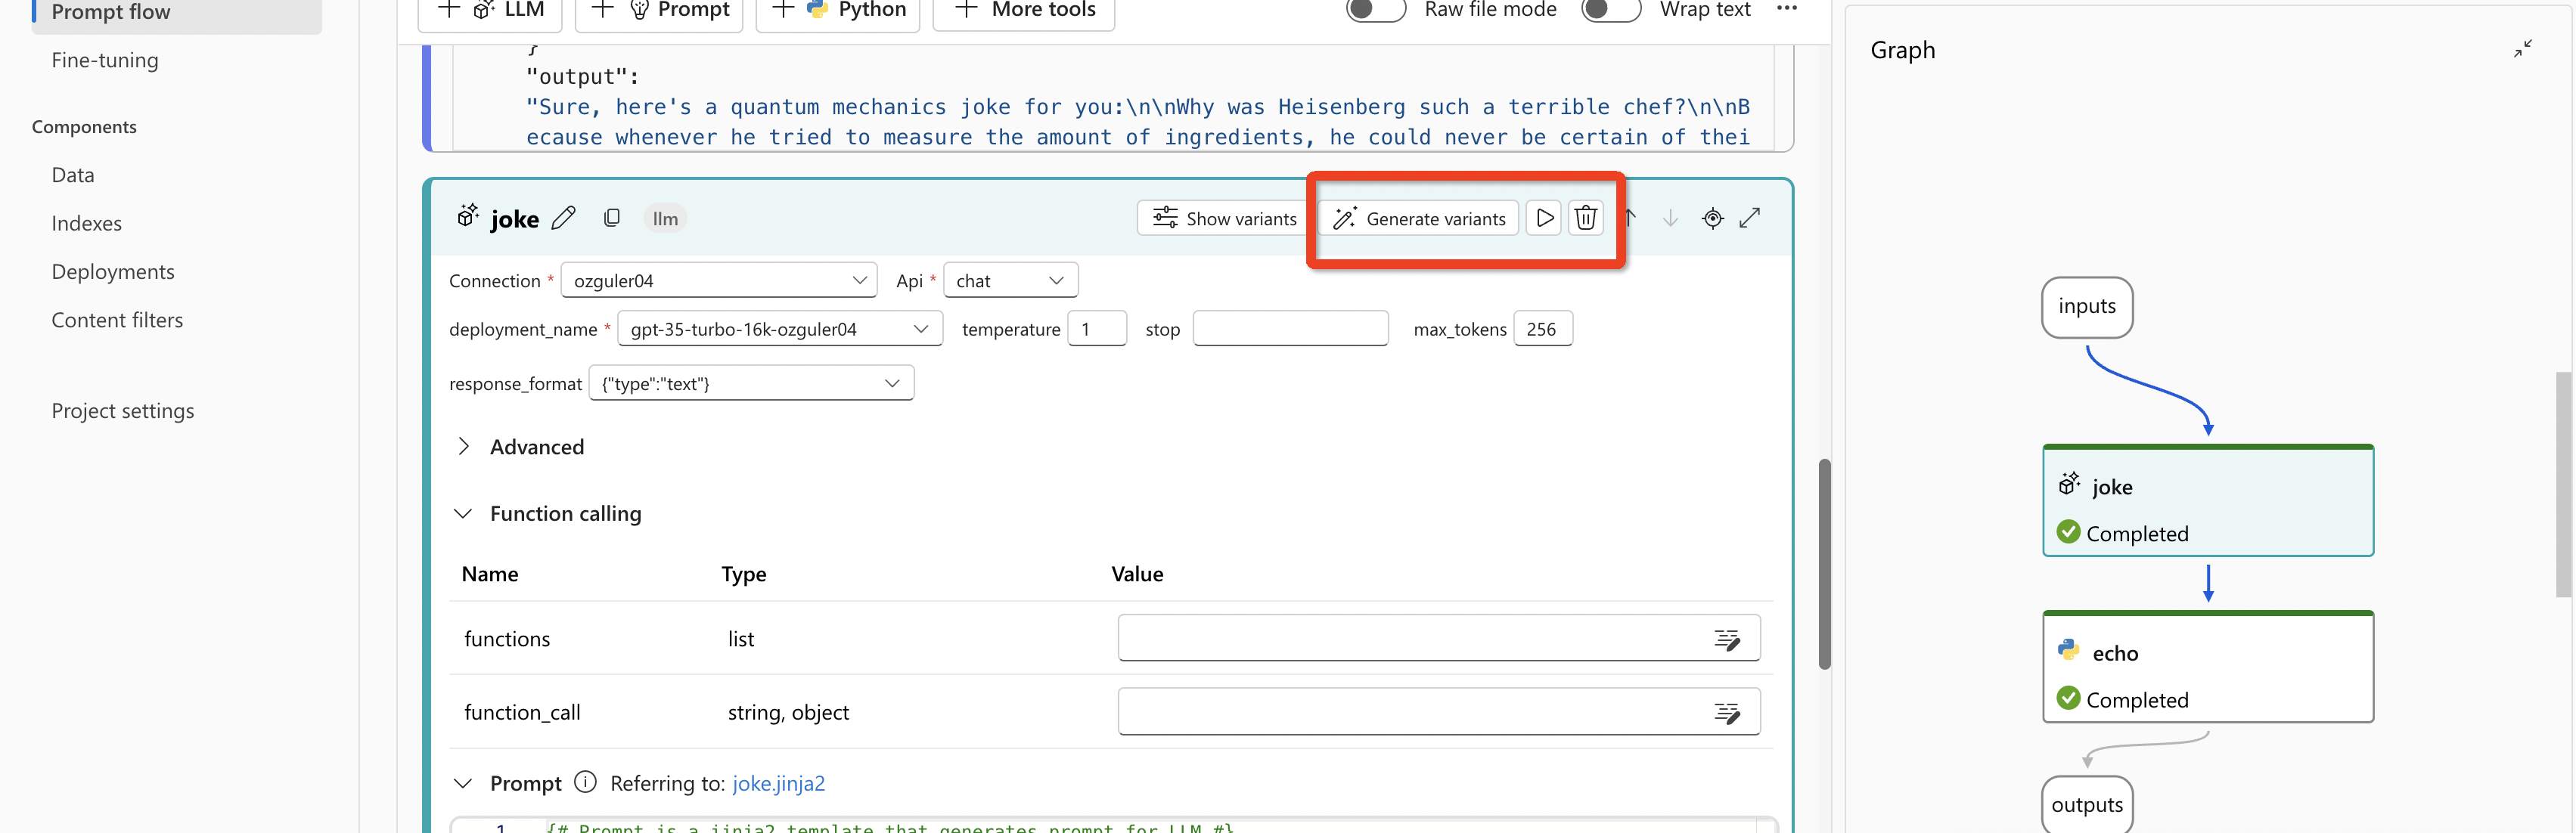 Prompt flow
Fine-tuning
Components
Data
Indexes
Deployments
Content filters
Project settings
LLM
Prompt
Python
More tools
Raw file mode
Wrap text
}
"output":
"Sure, here's a quantum mechanics joke for you:\n\nWhy was Heisenberg such a terrible chef?\n\nB
ecause whenever he tried to measure the amount of ingredients, he could never be certain of thei
joke
llm
Show variants
Generate variants
Connection *
ozguler04
Api *
chat
deployment_name *
gpt-35-turbo-16k-ozguler04
temperature
1
stop
max_tokens
256
response_format
{"type":"text"}
Advanced
Function calling
Name Type Value
functions list
function_call string, object
Prompt Referring to: joke.jinja2
1 {# Prompt is a jinja2 template that generates prompt for LLM #}
Graph
inputs
joke
Completed
echo
Completed
outputs